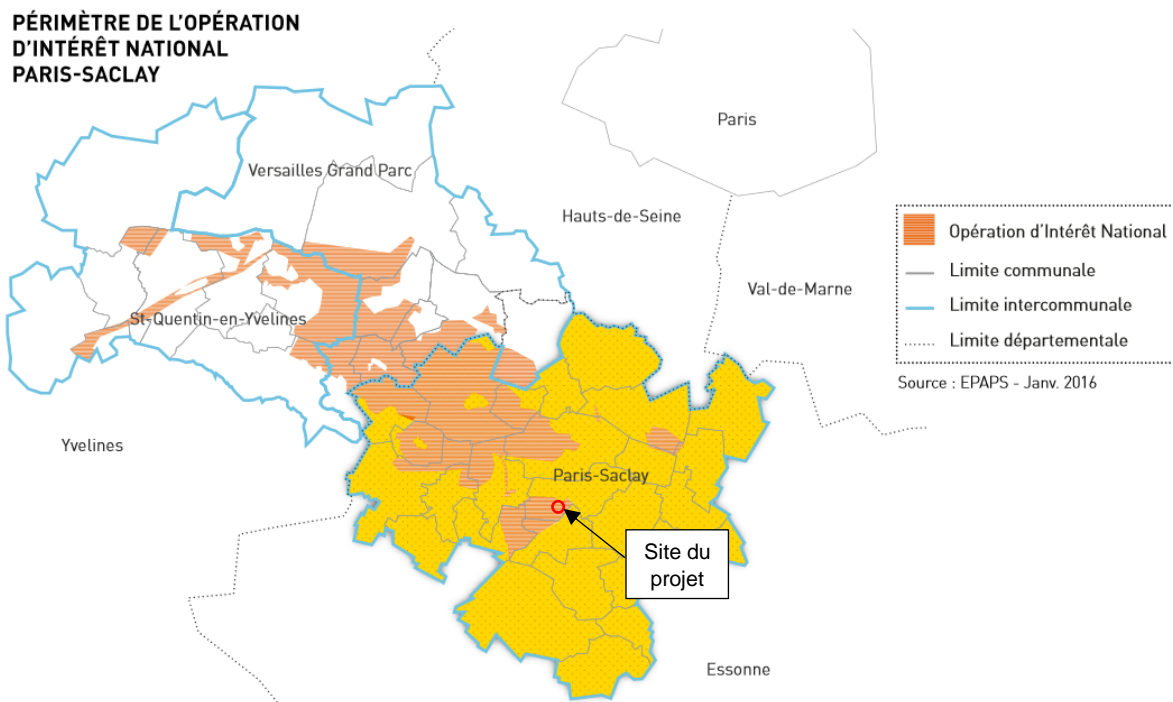 PÉRIMÈTRE DE L'OPÉRATION
D'INTÉRÊT NATIONAL
PARIS-SACLAY
Paris
Versailles Grand Parc
Hauts-de-Seine
Opération d'Intérêt National
Limite communale
Limite intercommunale
Limite départementale
Source : EPAPS - Janv. 2016
Val-de-Marne
St-Quentin-en-Yvelines
Yvelines
Paris-Saclay
Site du
projet
Essonne